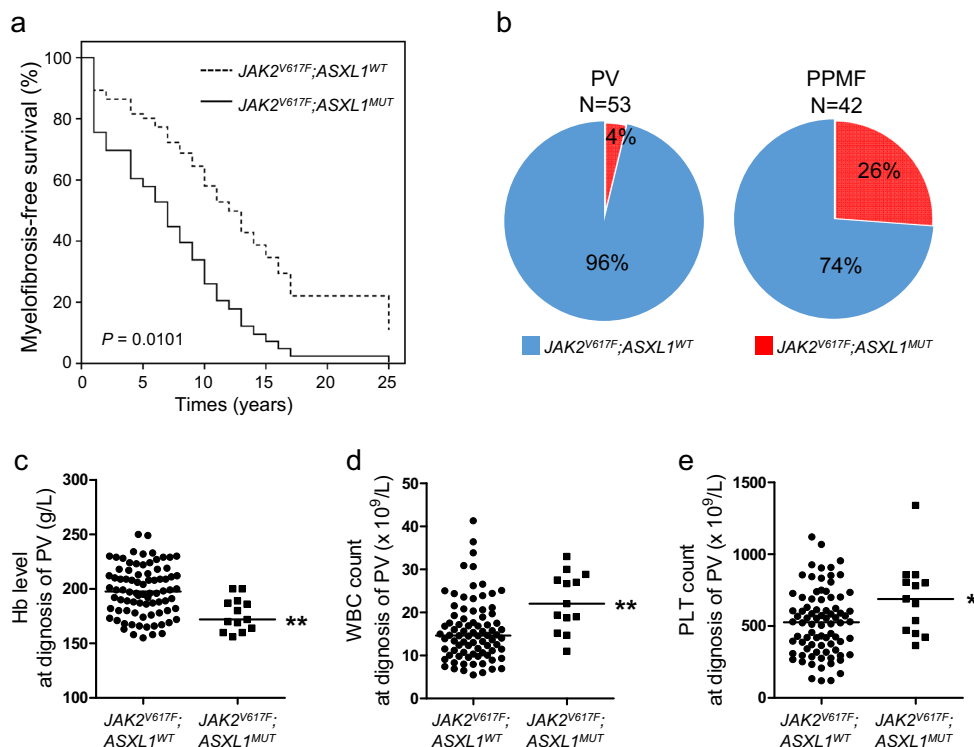 a
100
80
60
40
20
0
Myelofibrosis-free survival (%)
JAK2V617F;ASXL1WT
JAK2V617F;ASXL1MUT
P = 0.0101
0 5 10 15 20 25
Times (years)
b
PV
N=53
4%
96%
PPMF
N=42
26%
74%
JAK2V617F;ASXL1WT
JAK2V617F;ASXL1MUT
c
Hb level
at dignosis of PV (g/L)
300
250
200
150
100
**
JAK2V617F;
ASXL1WT
JAK2V617F;
ASXL1MUT
d
WBC count
at dignosis of PV (x 10⁹/L)
50
40
30
20
10
0
**
JAK2V617F;
ASXL1WT
JAK2V617F;
ASXL1MUT
e
PLT count
at dignosis of PV (x 10⁹/L)
1500
1000
500
0
*
JAK2V617F;
ASXL1WT
JAK2V617F;
ASXL1MUT